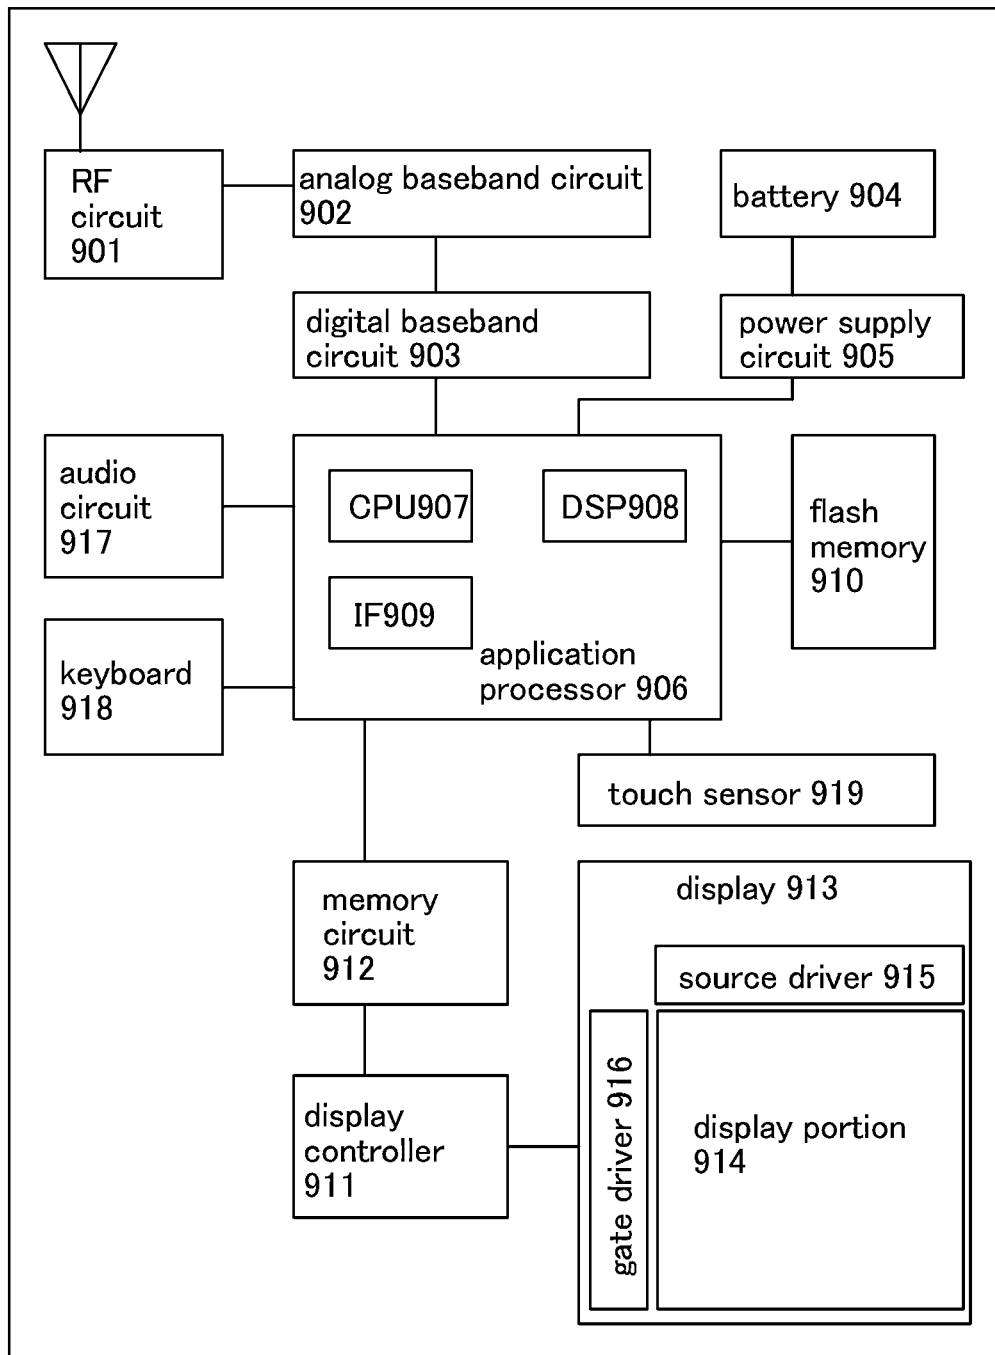 RF
circuit
901
analog baseband circuit
902
battery 904
digital baseband
circuit 903
power supply
circuit 905
audio
circuit
917
CPU907
DSP908
flash
memory
910
IF909
application
processor 906
keyboard
918
touch sensor 919
memory
circuit
912
display 913
source driver 915
gate driver 916
display portion
914
display
controller
911